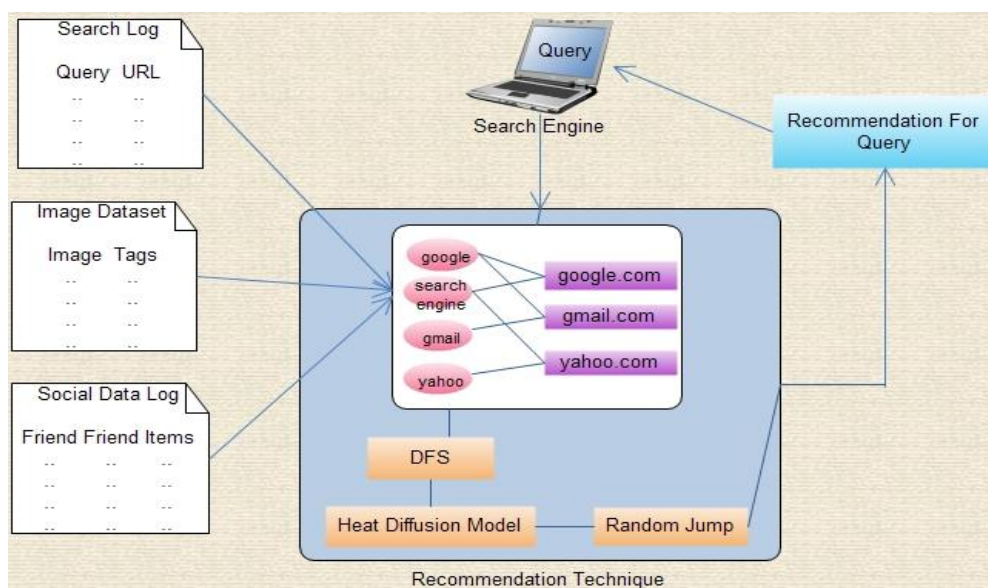 Search Log
Query URL
-- --
-- --
-- --
-- --
Image Dataset
Image Tags
-- --
-- --
-- --
-- --
Social Data Log
Friend Friend Items
-- -- --
-- -- --
-- -- --
-- -- --
Query
Search Engine
Recommendation For
Query
google
search
engine
gmail
yahoo
google.com
gmail.com
yahoo.com
DFS
Heat Diffusion Model
Random Jump
Recommendation Technique